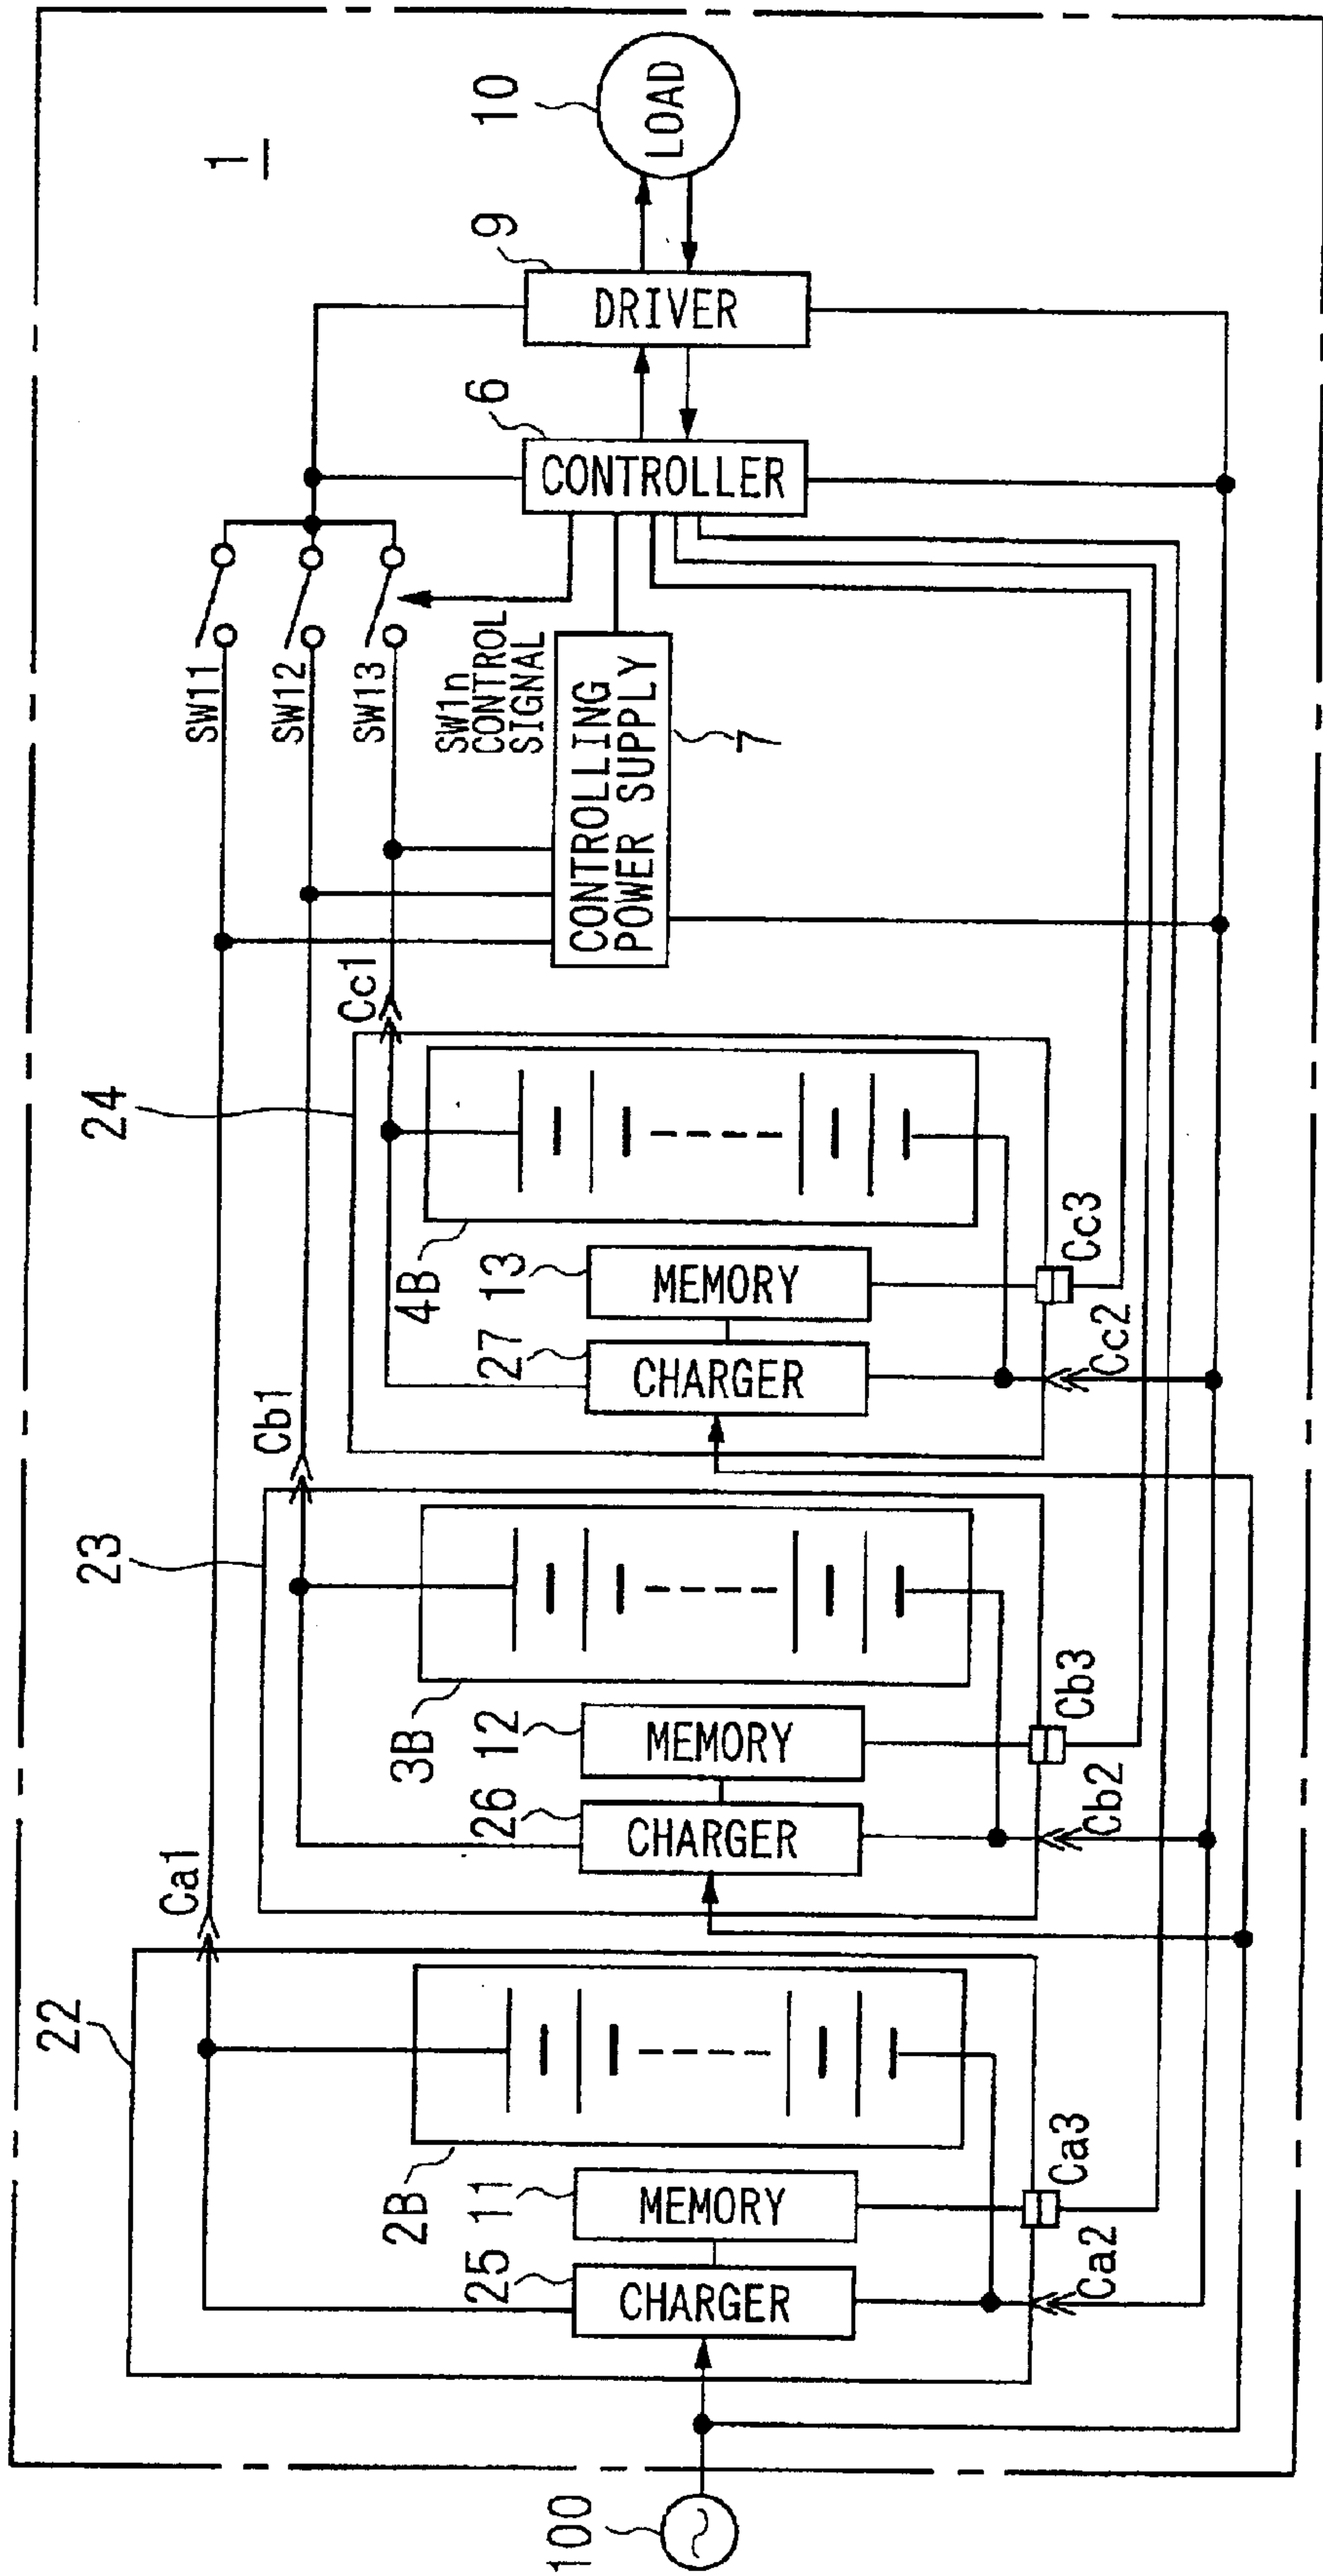 1
22
23
24
Ca1
Cb1
Cc1
SW11
SW12
SW13
SW1n
CONTROL
SIGNAL
2B
3B
4B
25
11
26
12
27
13
CHARGER
MEMORY
CHARGER
MEMORY
CHARGER
MEMORY
CONTROLLING
POWER SUPPLY
7
6
CONTROLLER
9
DRIVER
10
LOAD
100
Ca2
Ca3
Cb2
Cb3
Cc2
Cc3